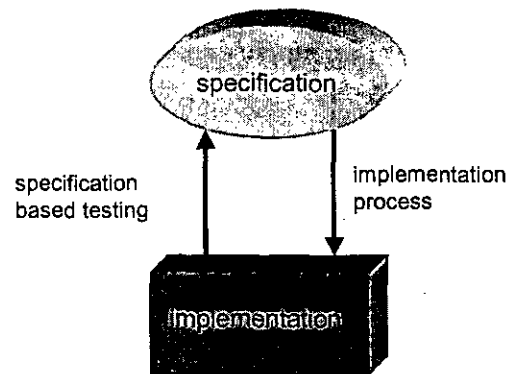 specification
specification
based testing
implementation
process
implementation